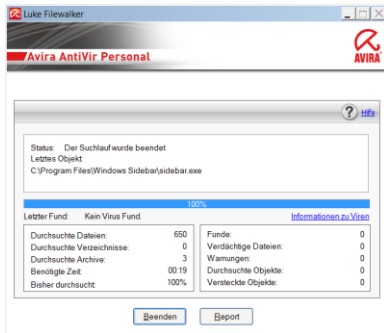 Luke Filewalker
Avira AntiVir Personal
AVIRA
Hilfe
Status: Der Suchlauf wurde beendet
Letztes Objekt:
C:\Program Files\Windows Sidebar\sidebar.exe
100%
Letzter Fund: Kein Virus Fund.
Informationen zu Viren
Durchsuchte Dateien: 650
Durchsuchte Verzeichnisse: 0
Durchsuchte Archive: 3
Benötigte Zeit: 00:19
Bisher durchsucht: 100%
Funde: 0
Verdächtige Dateien: 0
Warnungen: 0
Durchsuchte Objekte: 0
Versteckte Objekte: 0
Beenden
Report